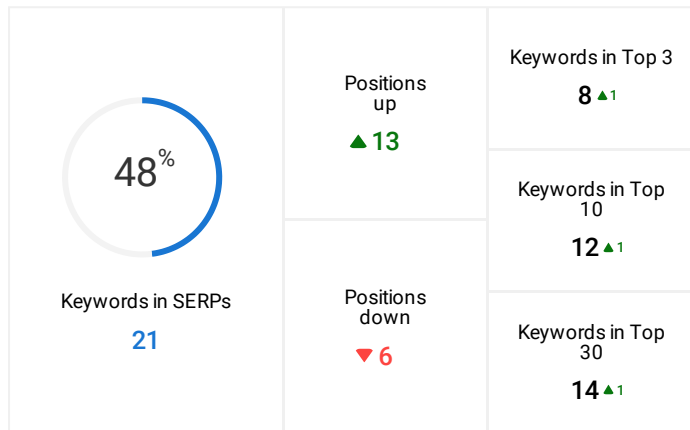 48%
Keywords in SERPs
21
Positions
up
▲ 13
Positions
down
▼ 6
Keywords in Top 3
8 ▲ 1
Keywords in Top
10
12 ▲ 1
Keywords in Top
30
14 ▲ 1